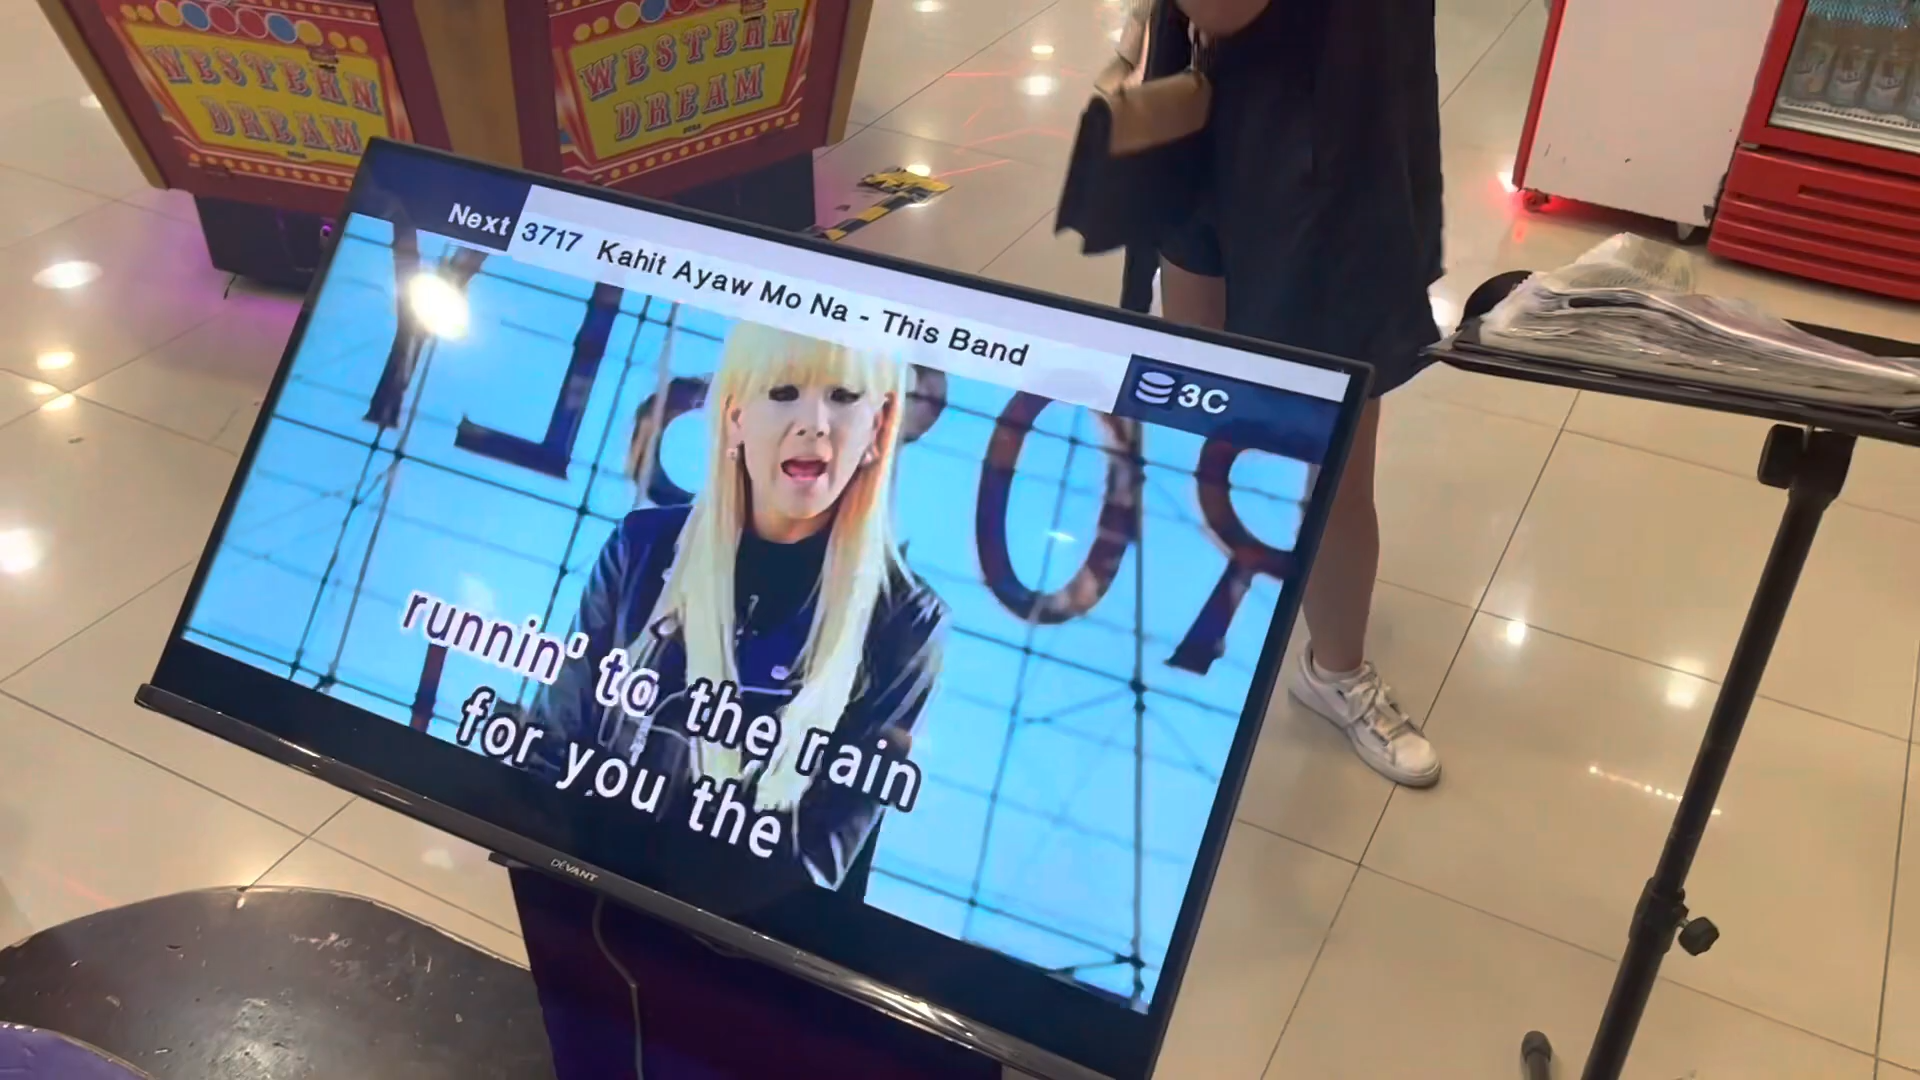 WESTERN
DREAM
WESTERN
DREAM
SEGA
Next 3717 Kahit Ayaw Mo Na - This Band
3C
runnin' to the rain
for you the
DEVANT